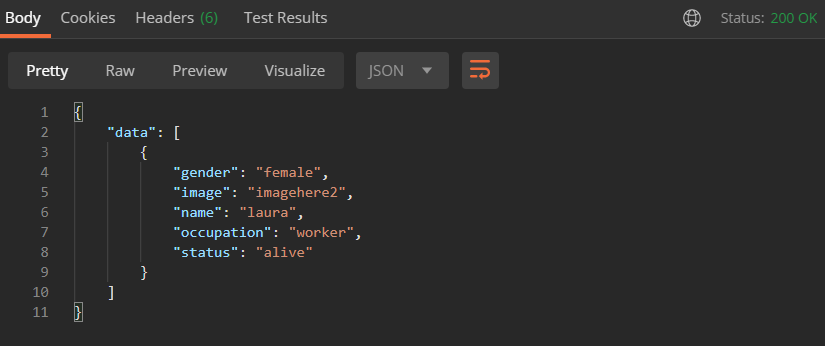 Body Cookies Headers (6) Test Results Status: 200 OK
Pretty Raw Preview Visualize JSON
1 {
2 "data": [
3 {
4 "gender": "female",
5 "image": "imagehere2",
6 "name": "laura",
7 "occupation": "worker",
8 "status": "alive"
9 }
10 ]
11 }